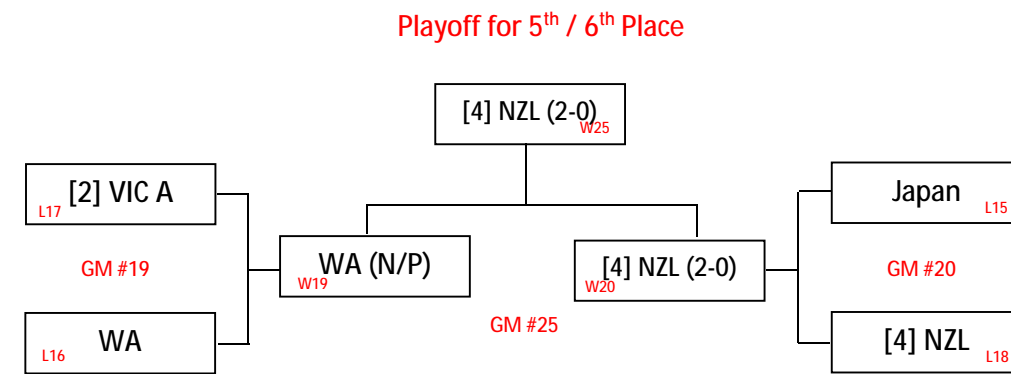 Playoff for 5th / 6th Place
[4] NZL (2-0)
W25
[2] VIC A
L17
Japan
L15
GM #19
WA (N/P)
W19
[4] NZL (2-0)
W20
GM #20
GM #25
WA
L16
[4] NZL
L18